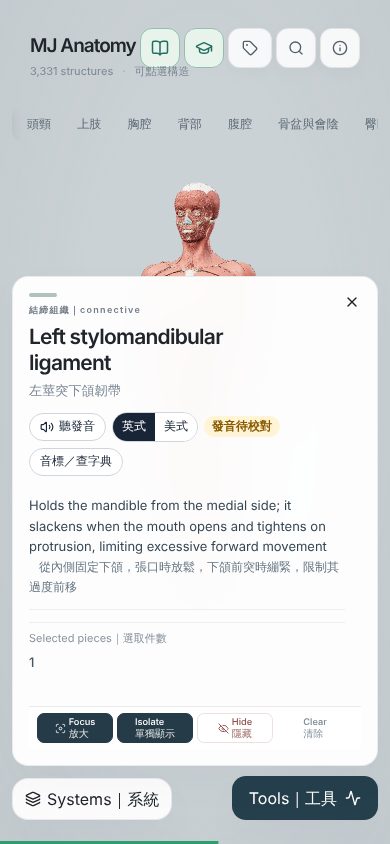 MJ Anatomy
3,331 structures · 可點選構造
頭頸 上肢 胸腔 背部 腹腔 骨盆與會陰 臀
結締組織 | connective
Left stylomandibular
ligament
左莖突下頜韌帶
聽發音 英式 美式 發音待校對
音標／查字典
Holds the mandible from the medial side; it
slackens when the mouth opens and tightens on
protrusion, limiting excessive forward movement
從內側固定下頜，張口時放鬆，下頜前突時繃緊，限制其
過度前移
Selected pieces | 選取件數
1
Focus Isolate Hide Clear
放大 單獨顯示 隱藏 清除
Systems | 系統 Tools | 工具